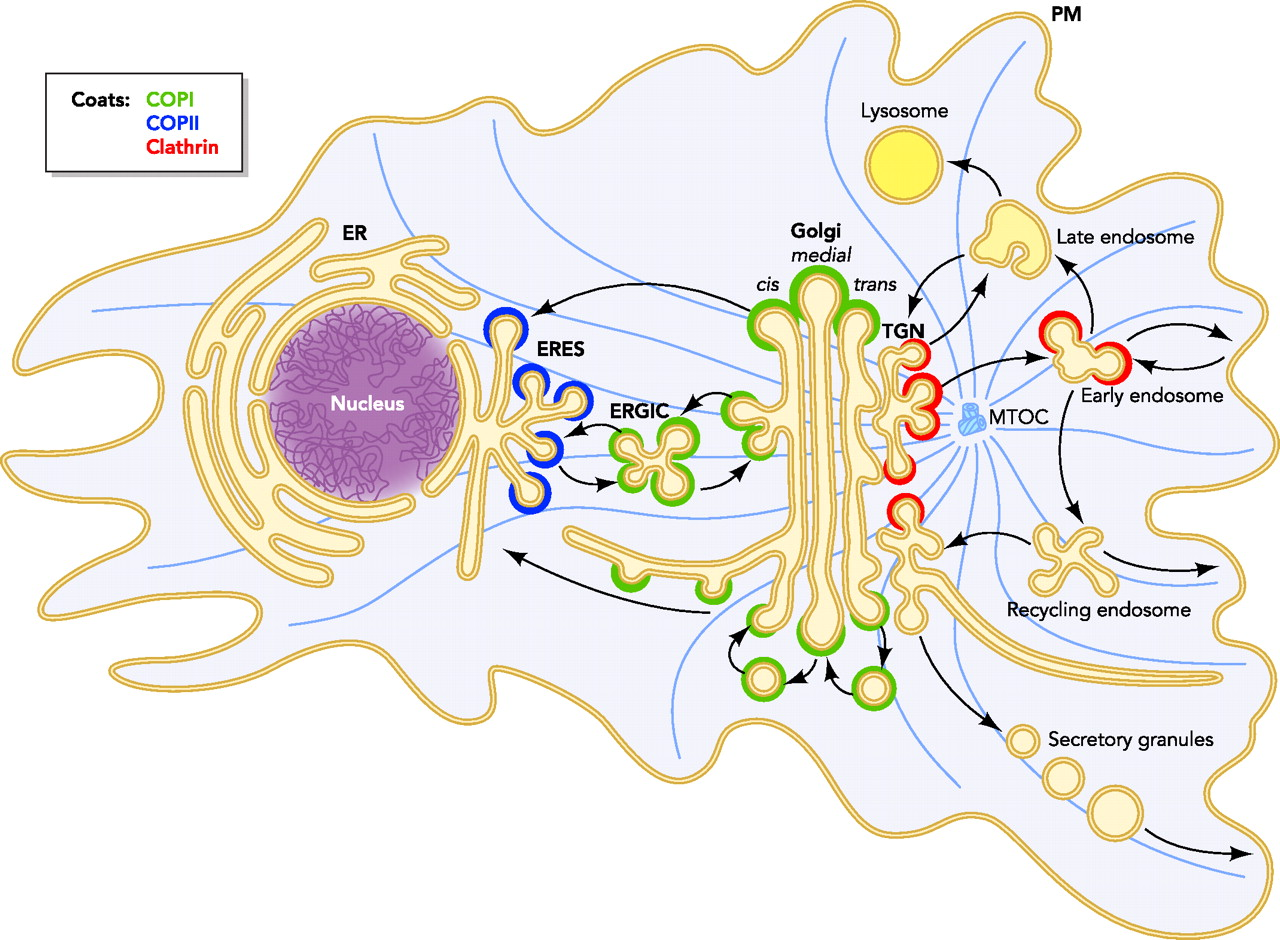 PM
Coats: COPI
COPII
Clathrin
Lysosome
ER
Golgi
medial
cis
trans
Late endosome
TGN
ERES
Nucleus
ERGIC
Early endosome
MTOC
Recycling endosome
Secretory granules